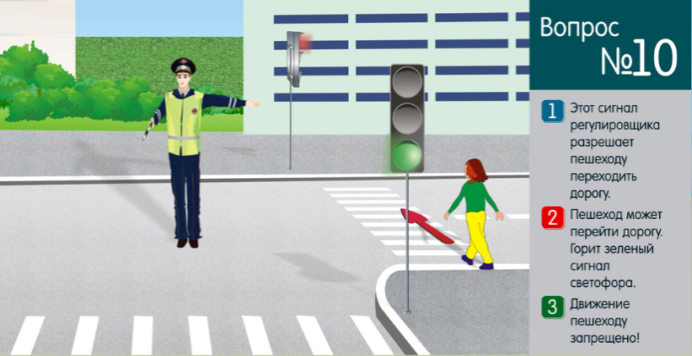 Вопрос
№10
1 Этот сигнал
регулировщика
разрешает
пешеходу
переходить
дорогу.
2 Пешеход может
перейти дорогу.
Горит зеленый
сигнал
светофора.
3 Движение
пешеходу
запрещено!